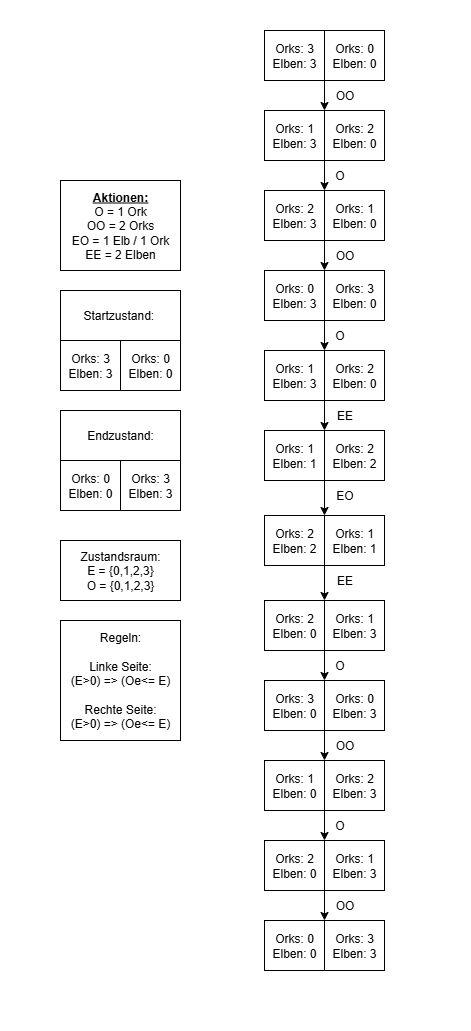 Aktionen:
O = 1 Ork
OO = 2 Orks
EO = 1 Elb / 1 Ork
EE = 2 Elben
Startzustand:
Orks: 3 Orks: 0
Elben: 3 Elben: 0
Endzustand:
Orks: 0 Orks: 3
Elben: 0 Elben: 3
Zustandsraum:
E = {0,1,2,3}
O = {0,1,2,3}
Regeln:
Linke Seite:
(E>0) => (Oe<= E)
Rechte Seite:
(E>0) => (Oe<= E)
Orks: 3 Orks: 0
Elben: 3 Elben: 0
OO
Orks: 1 Orks: 2
Elben: 3 Elben: 0
O
Orks: 2 Orks: 1
Elben: 3 Elben: 0
OO
Orks: 0 Orks: 3
Elben: 3 Elben: 0
O
Orks: 1 Orks: 2
Elben: 3 Elben: 0
EE
Orks: 1 Orks: 2
Elben: 1 Elben: 2
EO
Orks: 2 Orks: 1
Elben: 2 Elben: 1
EE
Orks: 2 Orks: 1
Elben: 0 Elben: 3
O
Orks: 3 Orks: 0
Elben: 0 Elben: 3
OO
Orks: 1 Orks: 2
Elben: 0 Elben: 3
O
Orks: 2 Orks: 1
Elben: 0 Elben: 3
OO
Orks: 0 Orks: 3
Elben: 0 Elben: 3